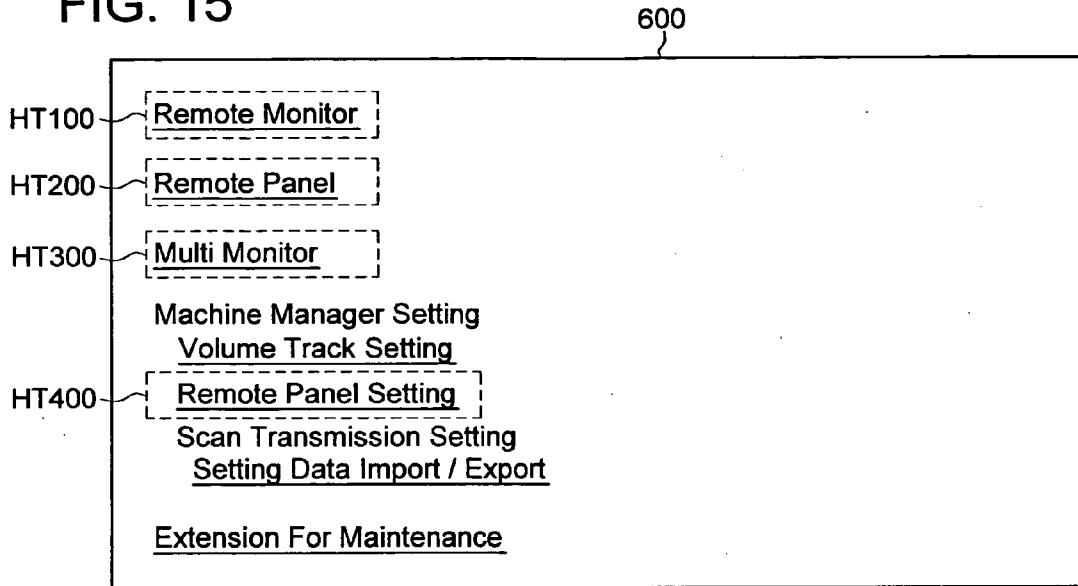 FIG. 15
600
HT100 Remote Monitor
HT200 Remote Panel
HT300 Multi Monitor
Machine Manager Setting
Volume Track Setting
HT400 Remote Panel Setting
Scan Transmission Setting
Setting Data Import / Export
Extension For Maintenance